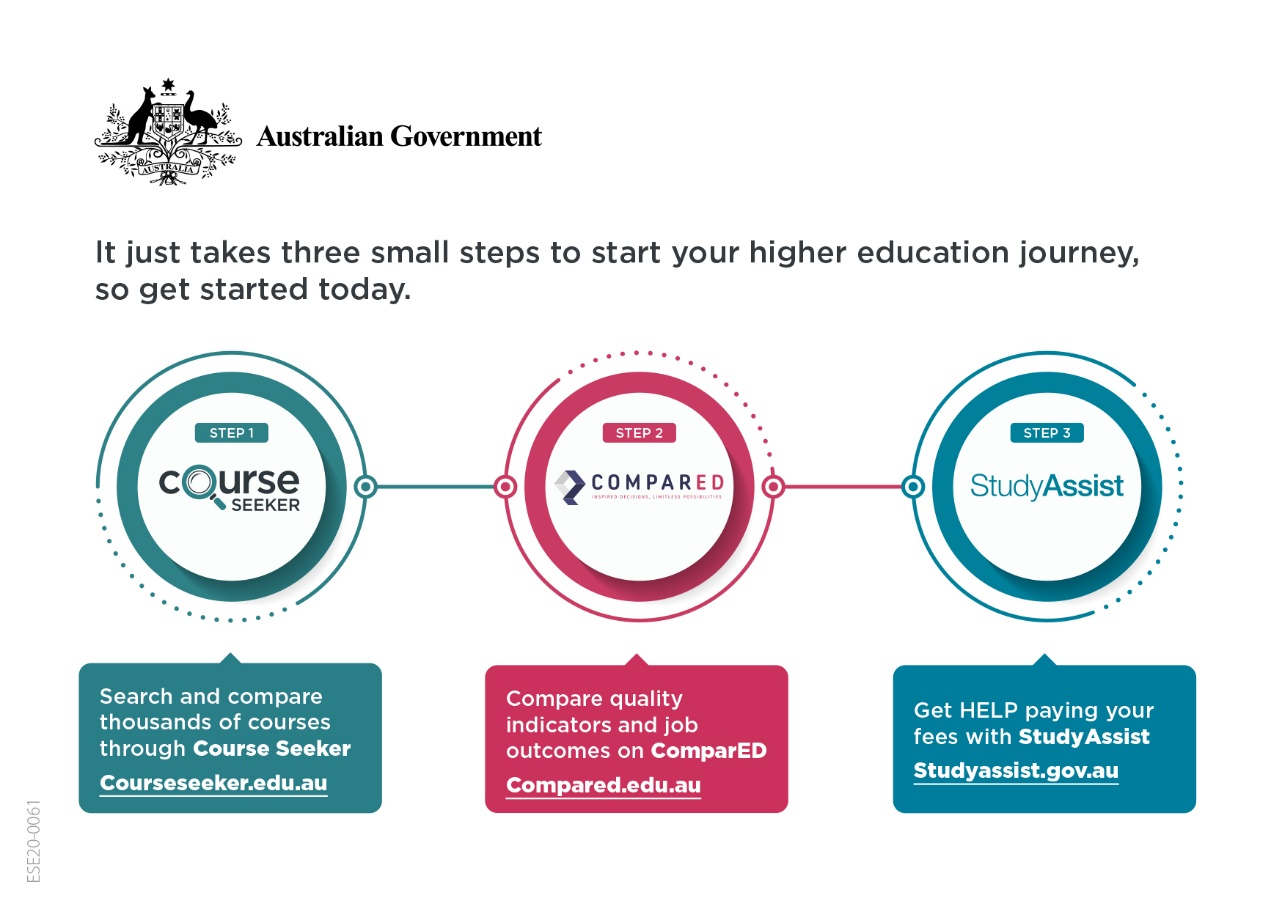 AUSTRALIA
Australian Government
It just takes three small steps to start your higher education journey,
so get started today.
STEP 1
course
SEEKER
STEP 2
COMPARED
INSPIRED DECISIONS, LIMITLESS POSSIBILITIES
STEP 3
StudyAssist
Search and compare
thousands of courses
through Course Seeker
Courseseeker.edu.au
Compare quality
indicators and job
outcomes on ComparED
Compared.edu.au
Get HELP paying your
fees with StudyAssist
Studyassist.gov.au
ESE20-0061